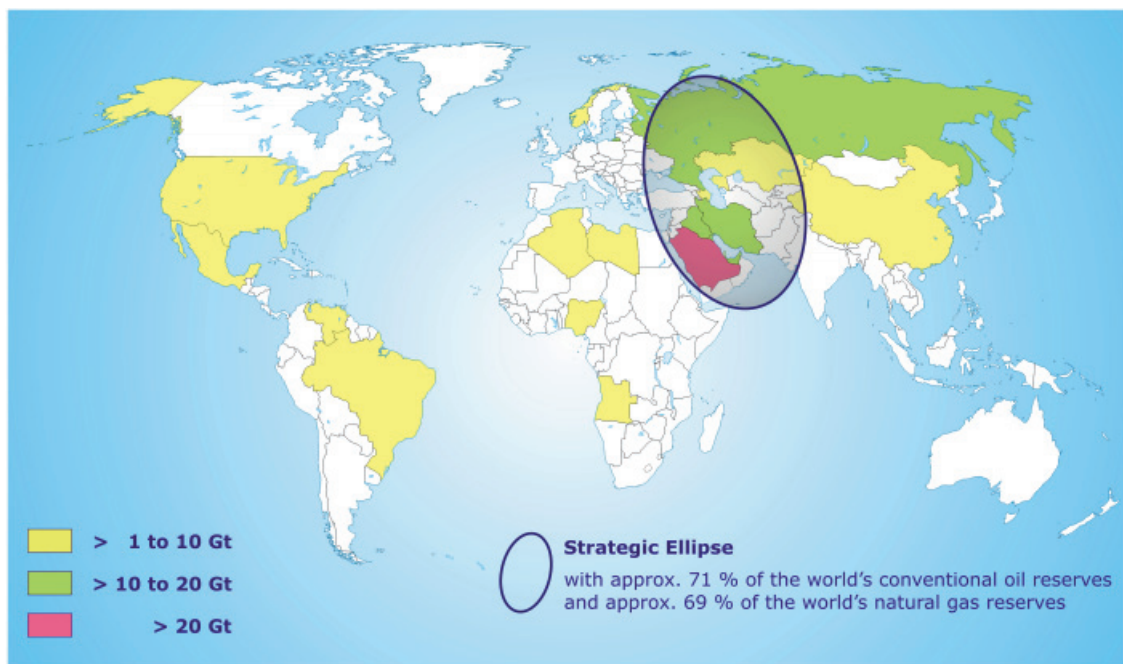 > 1 to 10 Gt
> 10 to 20 Gt
> 20 Gt
Strategic Ellipse
with approx. 71 % of the world's conventional oil reserves
and approx. 69 % of the world's natural gas reserves